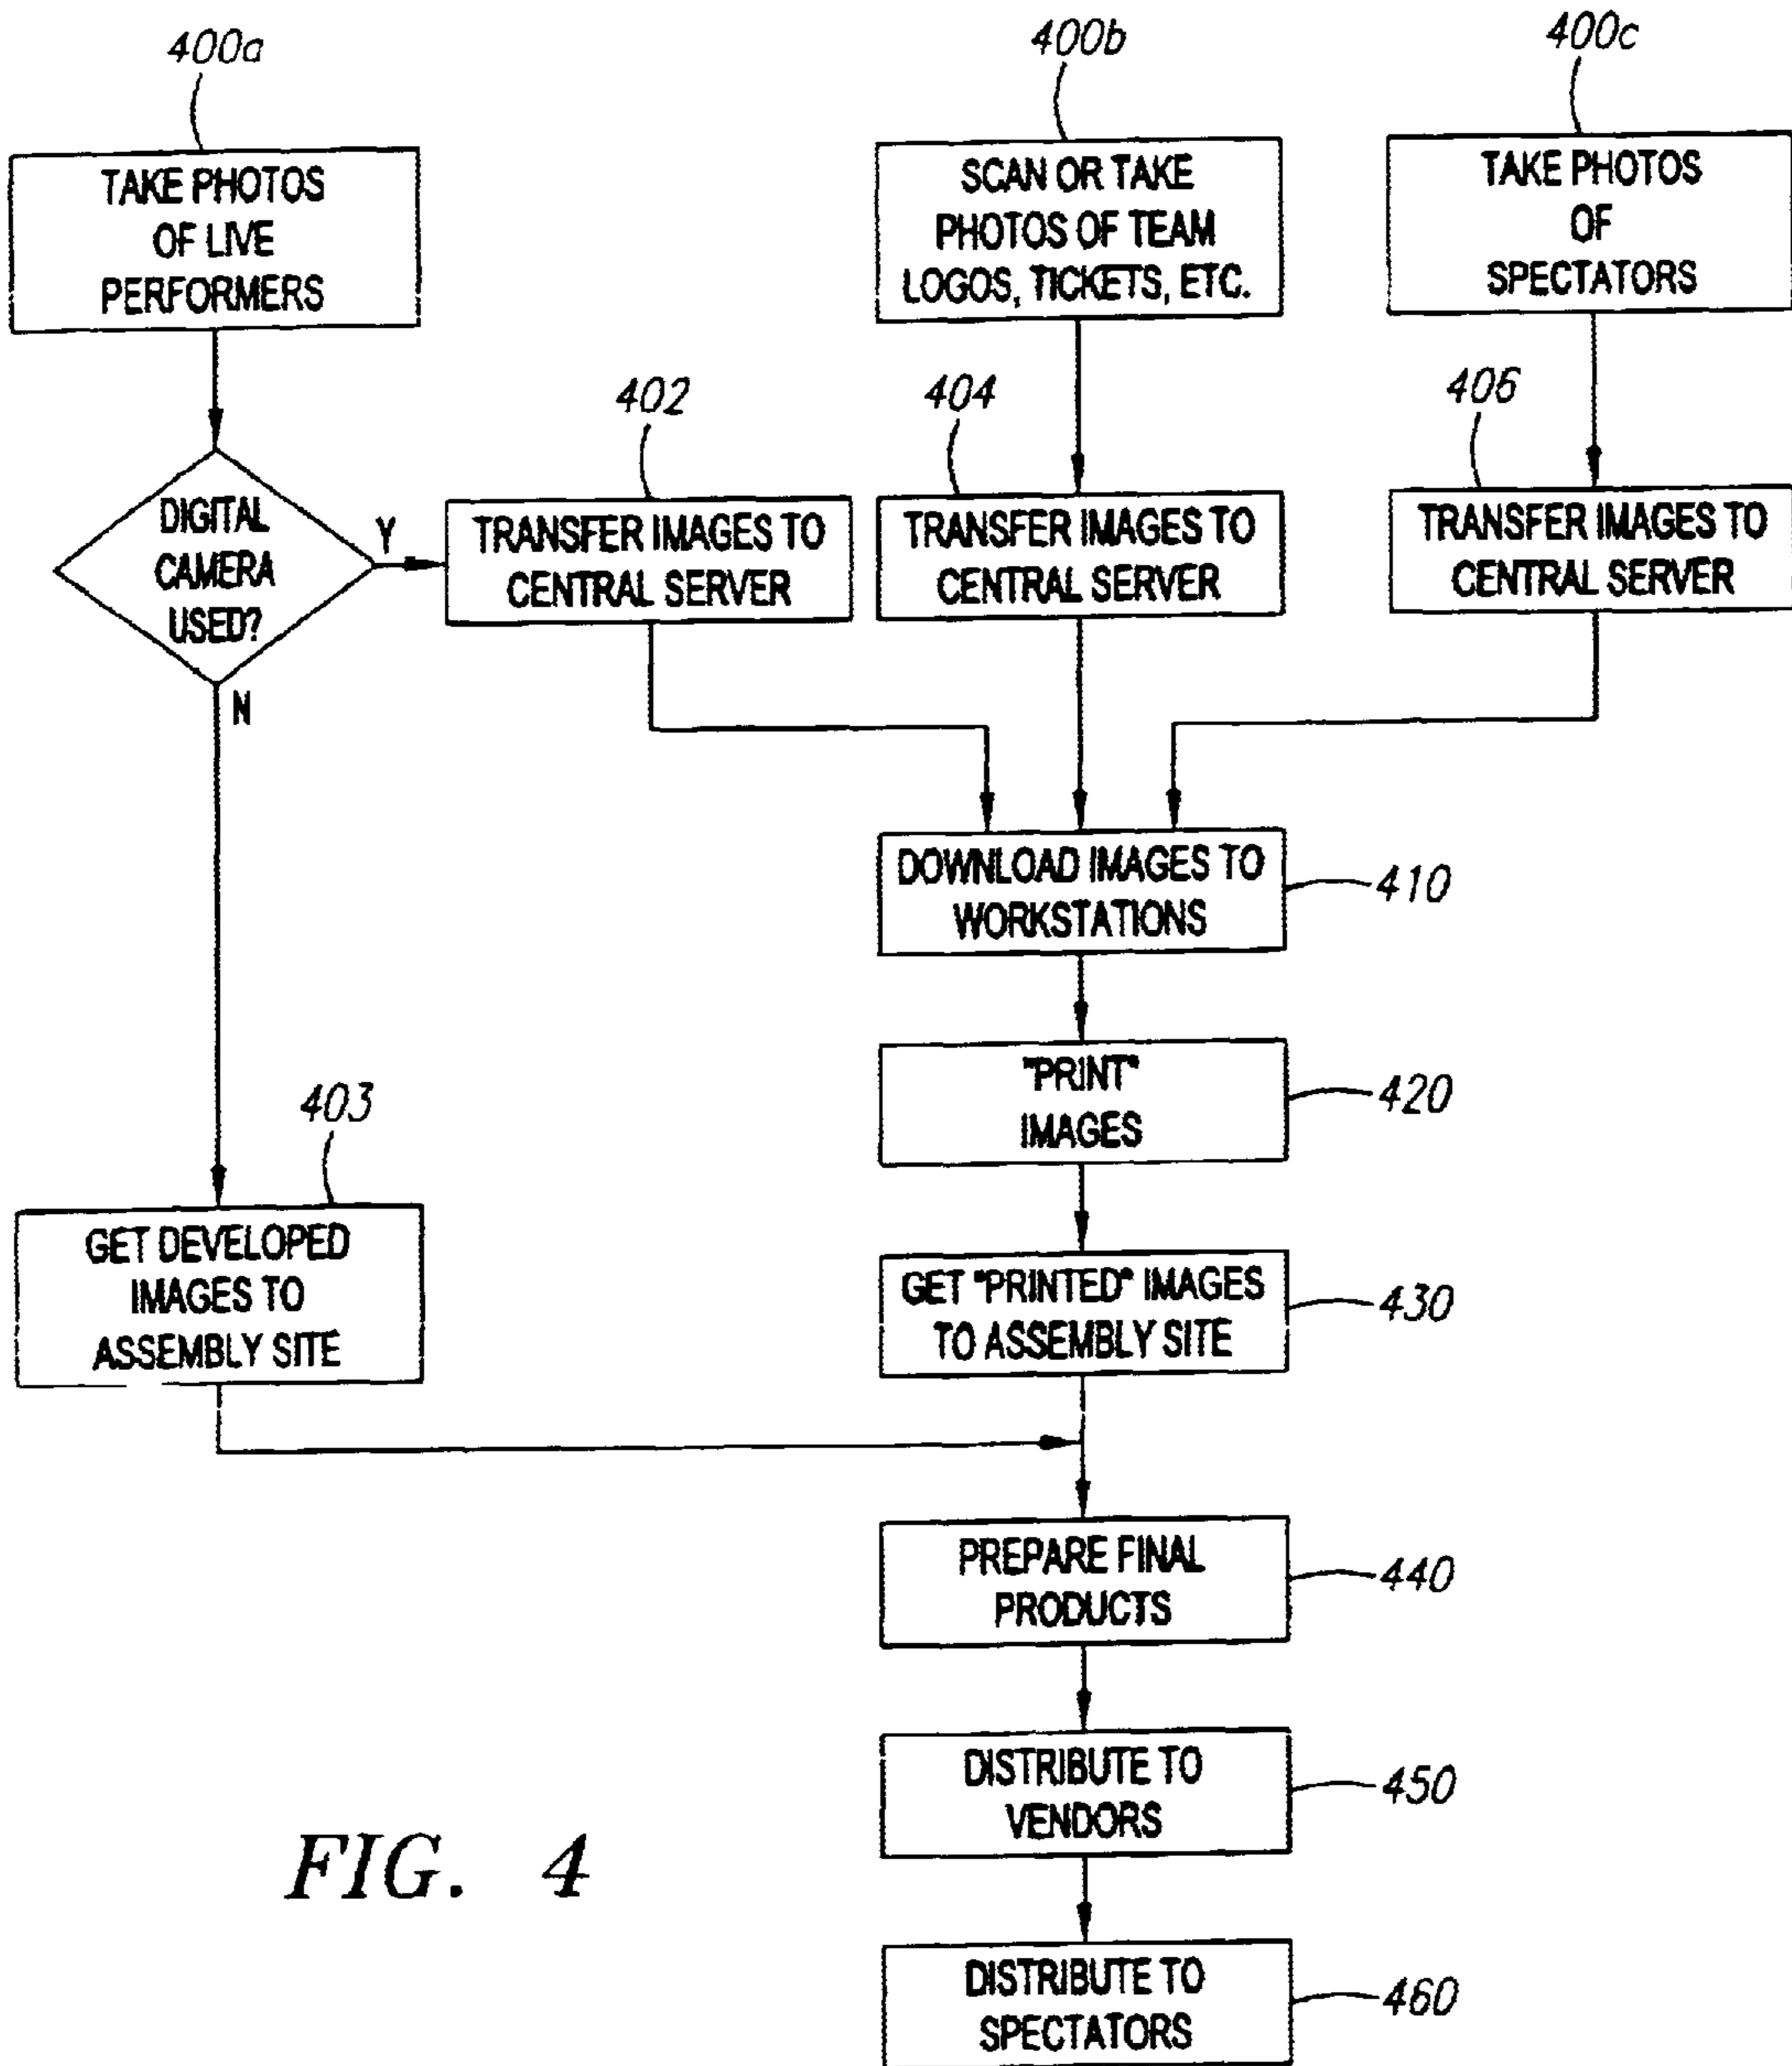 400a
400b
400c
TAKE PHOTOS
OF LIVE
PERFORMERS
SCAN OR TAKE
PHOTOS OF TEAM
LOGOS, TICKETS, ETC.
TAKE PHOTOS
OF
SPECTATORS
402
404
406
DIGITAL
CAMERA
USED?
Y
N
TRANSFER IMAGES TO
CENTRAL SERVER
TRANSFER IMAGES TO
CENTRAL SERVER
TRANSFER IMAGES TO
CENTRAL SERVER
DOWNLOAD IMAGES TO
WORKSTATIONS
410
"PRINT"
IMAGES
420
403
GET DEVELOPED
IMAGES TO
ASSEMBLY SITE
GET "PRINTED" IMAGES
TO ASSEMBLY SITE
430
PREPARE FINAL
PRODUCTS
440
DISTRIBUTE TO
VENDORS
450
FIG. 4
DISTRIBUTE TO
SPECTATORS
460